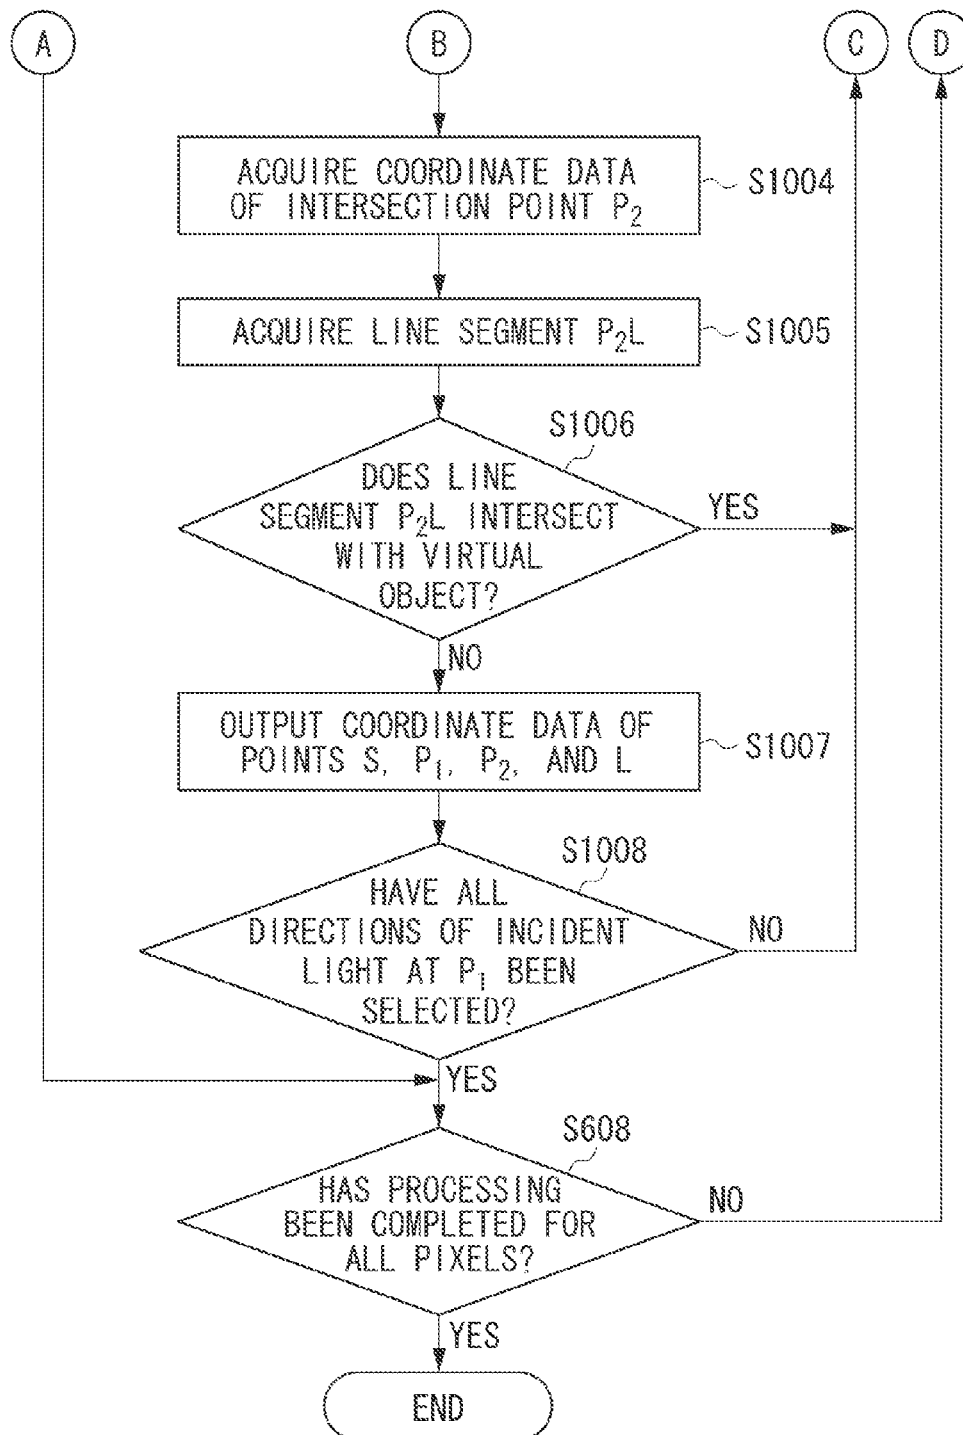 A
B
C
D
ACQUIRE COORDINATE DATA
OF INTERSECTION POINT P₂
S1004
ACQUIRE LINE SEGMENT P₂L
S1005
S1006
DOES LINE
SEGMENT P₂L INTERSECT
WITH VIRTUAL
OBJECT?
YES
NO
OUTPUT COORDINATE DATA OF
POINTS S, P₁, P₂, AND L
S1007
S1008
HAVE ALL
DIRECTIONS OF INCIDENT
LIGHT AT P₁ BEEN
SELECTED?
NO
YES
S608
HAS PROCESSING
BEEN COMPLETED FOR
ALL PIXELS?
NO
YES
END